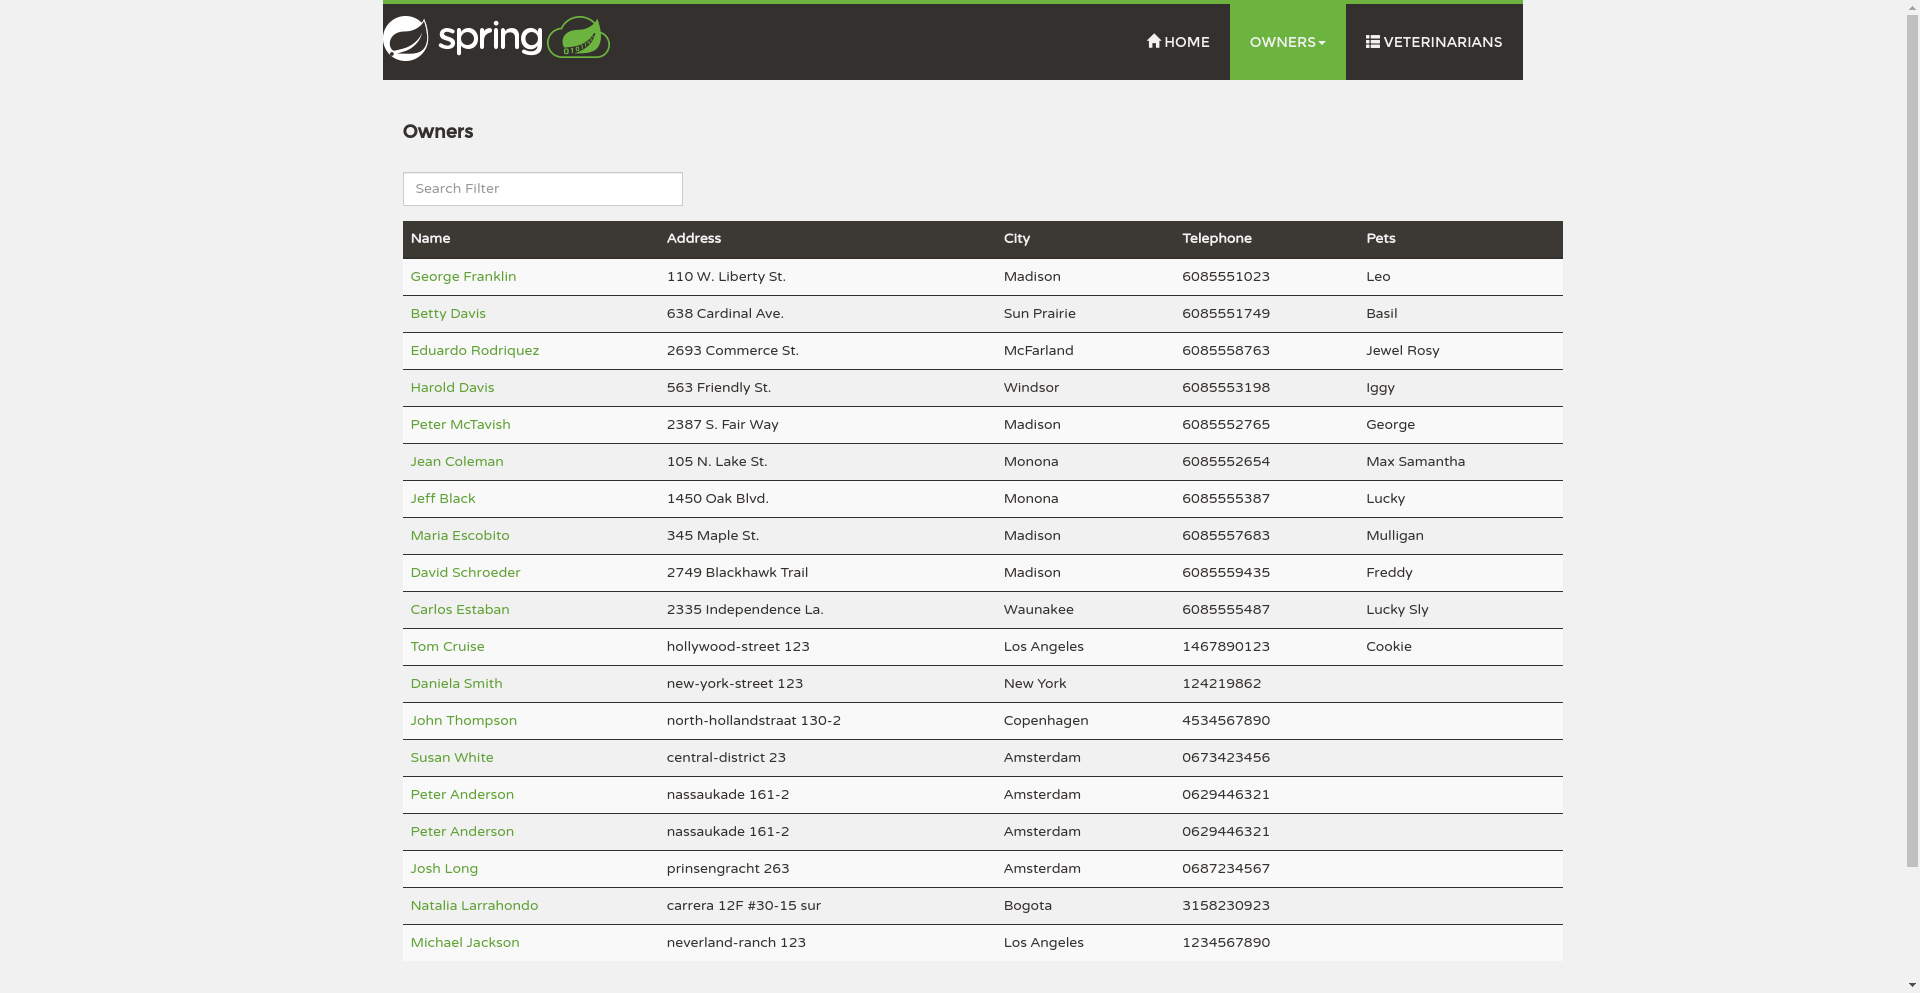 spring
HOME OWNERS VETERINARIANS
Owners
Search Filter
Name Address City Telephone Pets
George Franklin 110 W. Liberty St. Madison 6085551023 Leo
Betty Davis 638 Cardinal Ave. Sun Prairie 6085551749 Basil
Eduardo Rodriquez 2693 Commerce St. McFarland 6085558763 Jewel Rosy
Harold Davis 563 Friendly St. Windsor 6085553198 Iggy
Peter McTavish 2387 S. Fair Way Madison 6085552765 George
Jean Coleman 105 N. Lake St. Monona 6085552654 Max Samantha
Jeff Black 1450 Oak Blvd. Monona 6085555387 Lucky
Maria Escobito 345 Maple St. Madison 6085557683 Mulligan
David Schroeder 2749 Blackhawk Trail Madison 6085559435 Freddy
Carlos Estaban 2335 Independence La. Waunakee 6085555487 Lucky Sly
Tom Cruise hollywood-street 123 Los Angeles 1467890123 Cookie
Daniela Smith new-york-street 123 New York 124219862
John Thompson north-hollandstraat 130-2 Copenhagen 4534567890
Susan White central-district 23 Amsterdam 0673423456
Peter Anderson nassaukade 161-2 Amsterdam 0629446321
Peter Anderson nassaukade 161-2 Amsterdam 0629446321
Josh Long prinsengracht 263 Amsterdam 0687234567
Natalia Larrahondo carrera 12F #30-15 sur Bogota 3158230923
Michael Jackson neverland-ranch 123 Los Angeles 1234567890